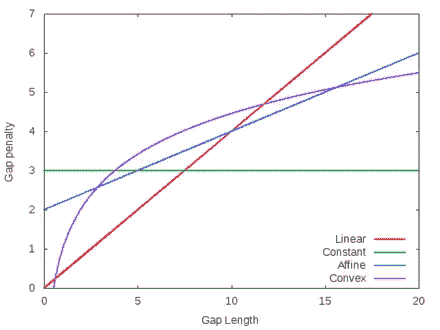 7
6
5
4
3
2
1
0
Gap penalty
Linear
Constant
Affine
Convex
0 5 10 15 20
Gap Length